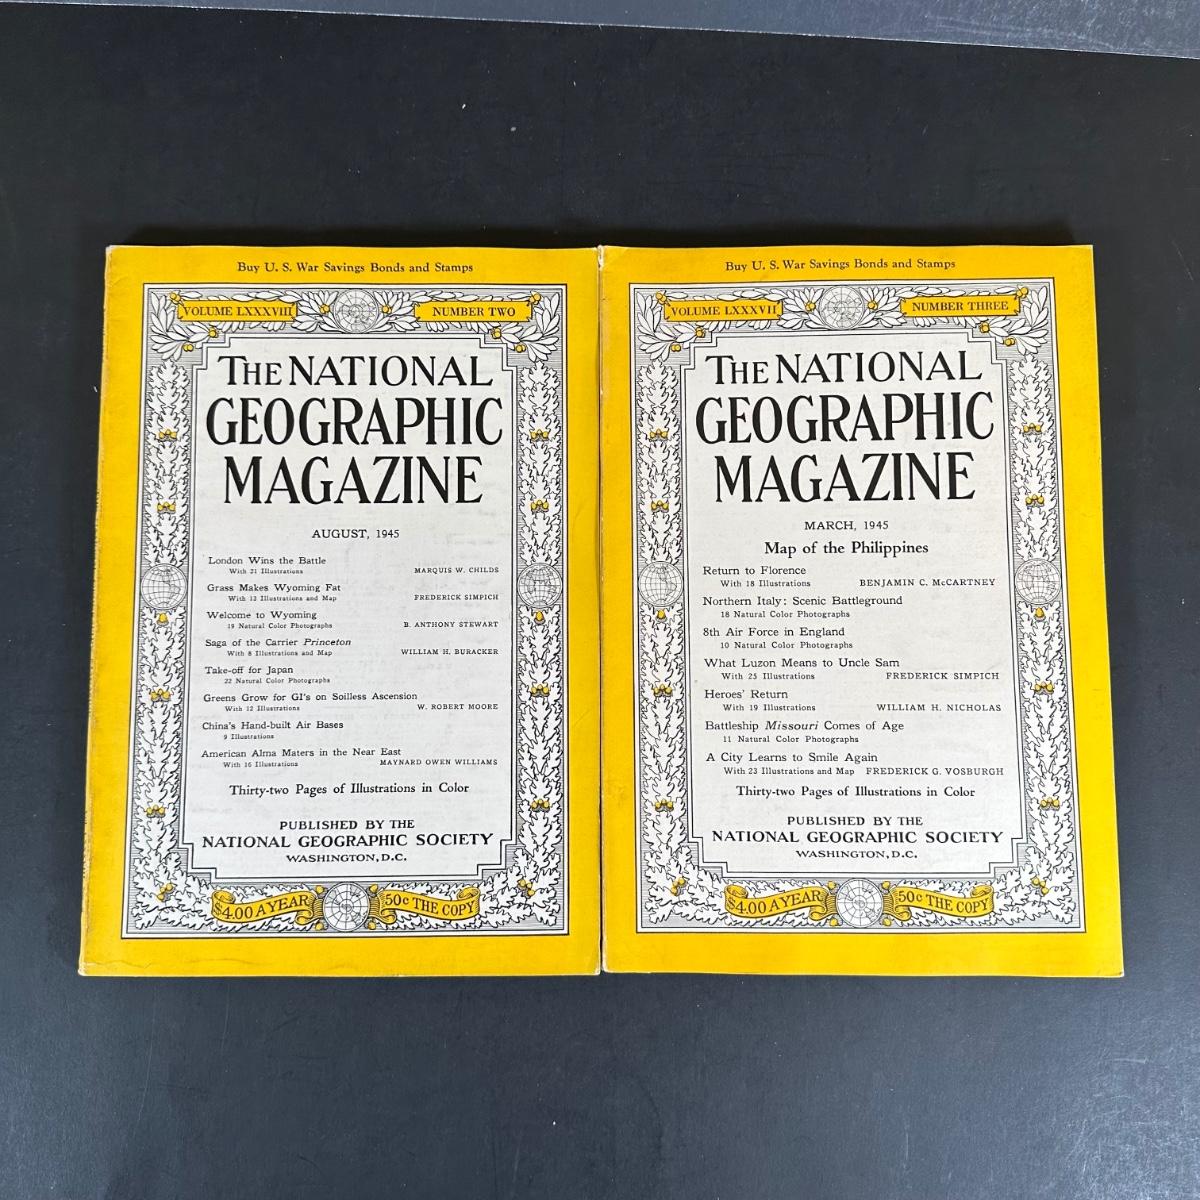 Buy U. S. War Savings Bonds and Stamps
VOLUME LXXXVIII
NUMBER TWO
THE NATIONAL
GEOGRAPHIC
MAGAZINE
AUGUST, 1945
London Wins the Battle
With 21 Illustrations MARQUIS W. CHILDS
Grass Makes Wyoming Fat
With 13 Illustrations and Map FREDERICK SIMPICH
Welcome to Wyoming
19 Natural Color Photographs B. ANTHONY STEWART
Saga of the Carrier Princeton
With 8 Illustrations and Map WILLIAM H. BURACKER
Take-off for Japan
22 Natural Color Photographs
Greens Grow for GI's on Soilless Ascension
With 12 Illustrations W. ROBERT MOORE
China's Hand-built Air Bases
9 Illustrations
American Alma Maters in the Near East
With 16 Illustrations MAYNARD OWEN WILLIAMS
Thirty-two Pages of Illustrations in Color
PUBLISHED BY THE
NATIONAL GEOGRAPHIC SOCIETY
WASHINGTON, D.C.
$4.00 A YEAR
50¢ THE COPY
Buy U. S. War Savings Bonds and Stamps
VOLUME LXXXVII
NUMBER THREE
THE NATIONAL
GEOGRAPHIC
MAGAZINE
MARCH, 1945
Map of the Philippines
Return to Florence
With 18 Illustrations BENJAMIN C. McCARTNEY
Northern Italy: Scenic Battleground
18 Natural Color Photographs
8th Air Force in England
10 Natural Color Photographs
What Luzon Means to Uncle Sam
With 25 Illustrations FREDERICK SIMPICH
Heroes' Return
With 19 Illustrations WILLIAM H. NICHOLAS
Battleship Missouri Comes of Age
11 Natural Color Photographs
A City Learns to Smile Again
With 23 Illustrations and Map FREDERICK G. VOSBURGH
Thirty-two Pages of Illustrations in Color
PUBLISHED BY THE
NATIONAL GEOGRAPHIC SOCIETY
WASHINGTON, D.C.
$4.00 A YEAR
50¢ THE COPY